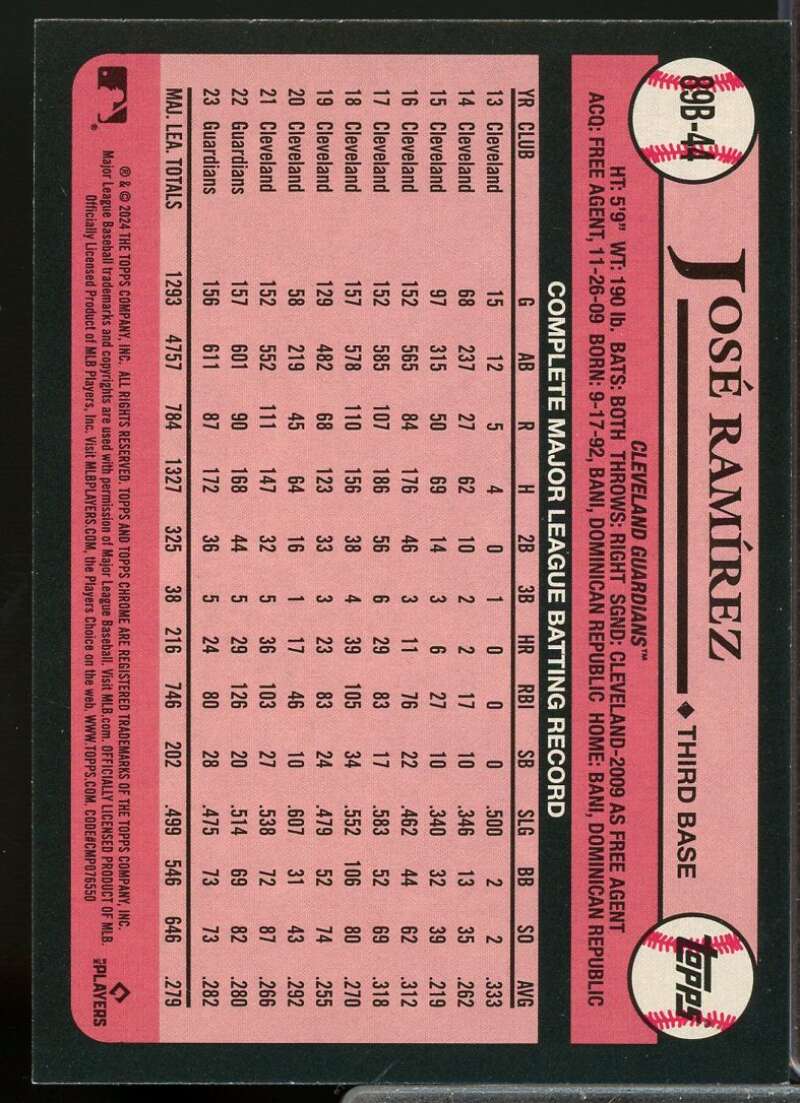 89B-44
JOSÉ RAMÍREZ ♦ THIRD BASE
topps
CLEVELAND GUARDIANS™
HT: 5'9" WT: 190 lb. BATS: BOTH THROWS: RIGHT SGND: CLEVELAND-2009 AS FREE AGENT
ACQ: FREE AGENT, 11-26-09 BORN: 9-17-92, BANI, DOMINICAN REPUBLIC HOME: BANI, DOMINICAN REPUBLIC
COMPLETE MAJOR LEAGUE BATTING RECORD
YR CLUB G AB R H 2B 3B HR RBI SB SLG BB SO AVG
13 Cleveland 15 12 5 4 0 1 0 0 0 .500 2 2 .333
14 Cleveland 68 237 27 62 10 2 2 17 10 .346 13 35 .262
15 Cleveland 97 315 50 69 14 3 6 27 10 .340 32 39 .219
16 Cleveland 152 565 84 176 46 3 11 76 22 .462 44 62 .312
17 Cleveland 152 585 107 186 56 6 29 83 17 .583 52 69 .318
18 Cleveland 157 578 110 156 38 4 39 105 34 .552 106 80 .270
19 Cleveland 129 482 68 123 33 3 23 83 24 .479 52 74 .255
20 Cleveland 58 219 45 64 16 1 17 46 10 .607 31 43 .292
21 Cleveland 152 552 111 147 32 5 36 103 27 .538 72 87 .266
22 Guardians 157 601 90 168 44 5 29 126 20 .514 69 82 .280
23 Guardians 156 611 87 172 36 5 24 80 28 .475 73 73 .282
MAJ. LEA. TOTALS 1293 4757 784 1327 325 38 216 746 202 .499 546 646 .279
® & © 2024 THE TOPPS COMPANY, INC. ALL RIGHTS RESERVED. TOPPS AND TOPPS CHROME ARE REGISTERED TRADEMARKS OF THE TOPPS COMPANY, INC.
Major League Baseball trademarks and copyrights are used with permission of Major League Baseball. Visit MLB.com. OFFICIALLY LICENSED PRODUCT OF MLB
Officially Licensed Product of MLB Players, Inc. Visit MLBPLAYERS.COM, the Players Choice on the web. WWW.TOPPS.COM. CODE#CMP076550
MLB PLAYERS